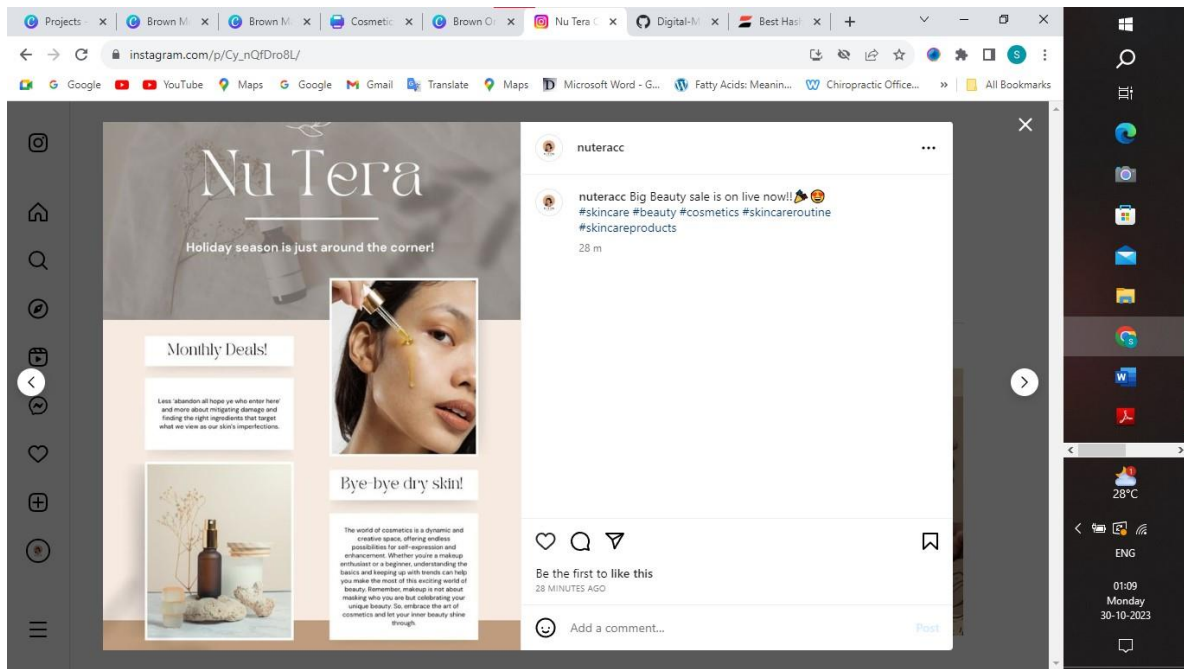 Projects -
Brown M
Brown M
Cosmetic
Brown Or
Nu Tera C
Digital-M
Best Hash
instagram.com/p/Cy_nQfDro8L/
Google
YouTube
Maps
Google
Gmail
Translate
Maps
Microsoft Word - G...
Fatty Acids: Meanin...
Chiropractic Office...
»
All Bookmarks
Nu Tera
Holiday season is just around the corner!
Monthly Deals!
Less 'abandon all hope ye who enter here'
and more about mitigating damage and
finding the right ingredients that target
what we view as our skin's imperfections.
Bye-bye dry skin!
The world of cosmetics is a dynamic and
creative space, offering endless
possibilities for self-expression and
enhancement. Whether you're a makeup
enthusiast or a beginner, understanding the
basics and keeping up with trends can help
you make the most of this exciting world of
beauty. Remember, makeup is not about
masking who you are but celebrating your
unique beauty. So, embrace the art of
cosmetics and let your inner beauty shine
through.
nuteracc
nuteracc Big Beauty sale is on live now!!🎉🤩
#skincare #beauty #cosmetics #skincareroutine
#skincareproducts
28 m
Be the first to like this
28 MINUTES AGO
Add a comment...
Post
28°C
ENG
01:09
Monday
30-10-2023